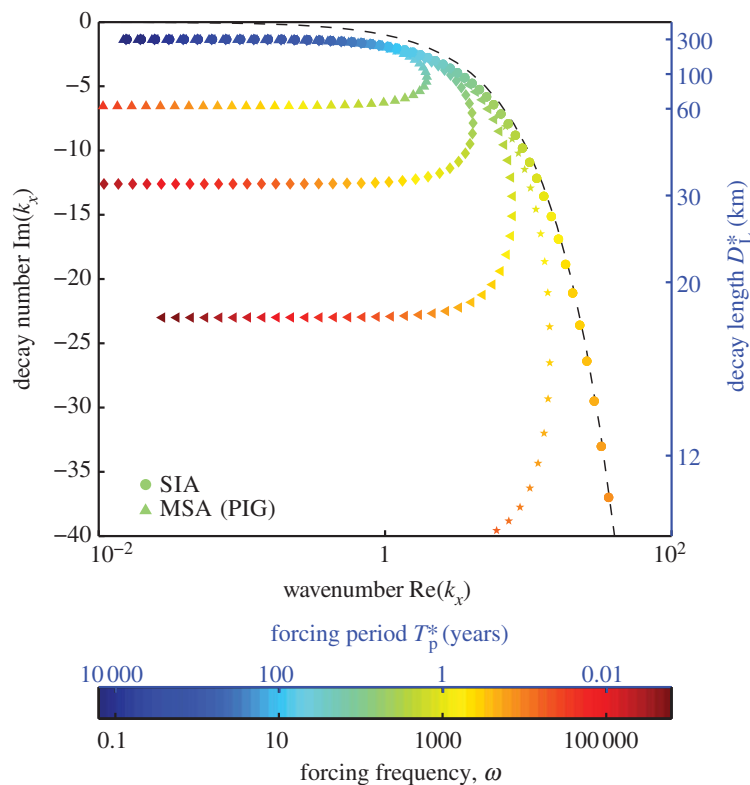 0
−5
−10
−15
−20
−25
−30
−35
−40
decay number Im(kₓ)
300
100
60
30
20
12
decay length D*_L (km)
SIA
MSA (PIG)
10⁻² 1 10²
wavenumber Re(kₓ)
forcing period T*_p (years)
10 000 100 1 0.01
0.1 10 1000 100 000
forcing frequency, ω